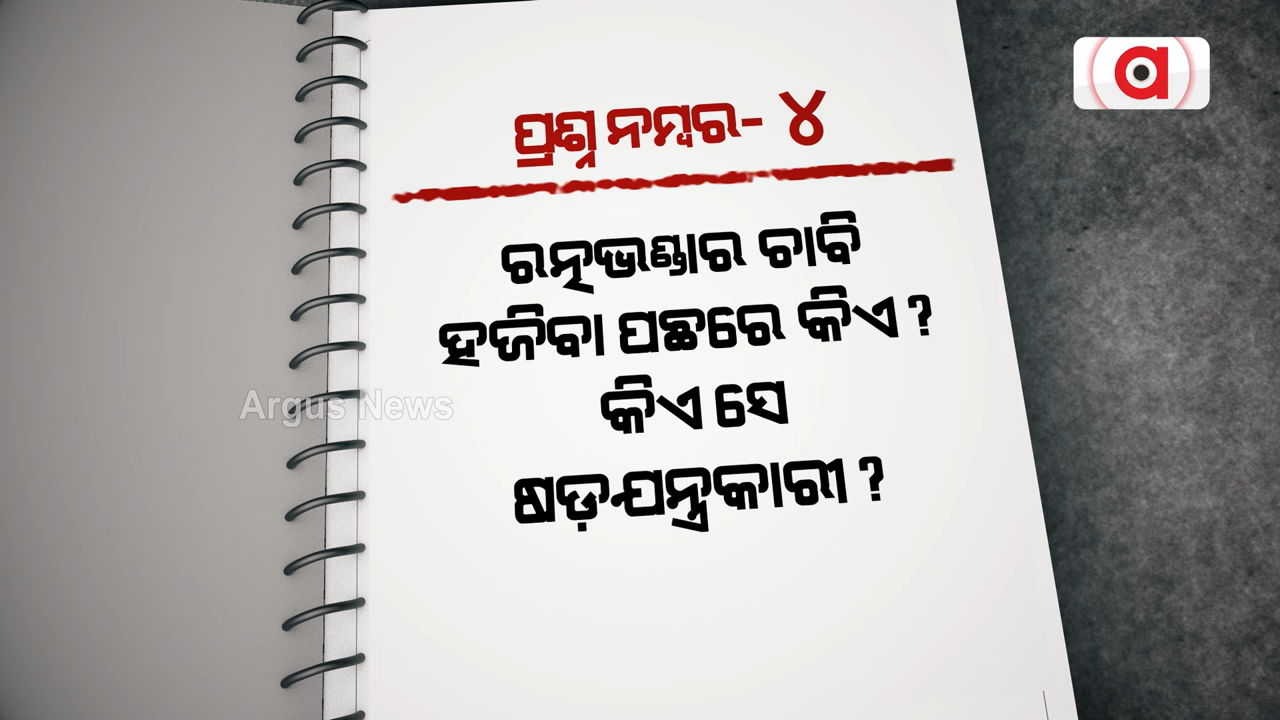 ପ୍ରଶ୍ନ ନମ୍ବର- ୪
ରତ୍ନଭଣ୍ଡାର ଚାବି
ହଜିବା ପଛରେ କିଏ ?
କିଏ ସେ
ଷଡ଼ଯନ୍ତ୍ରକାରୀ ?
Argus News